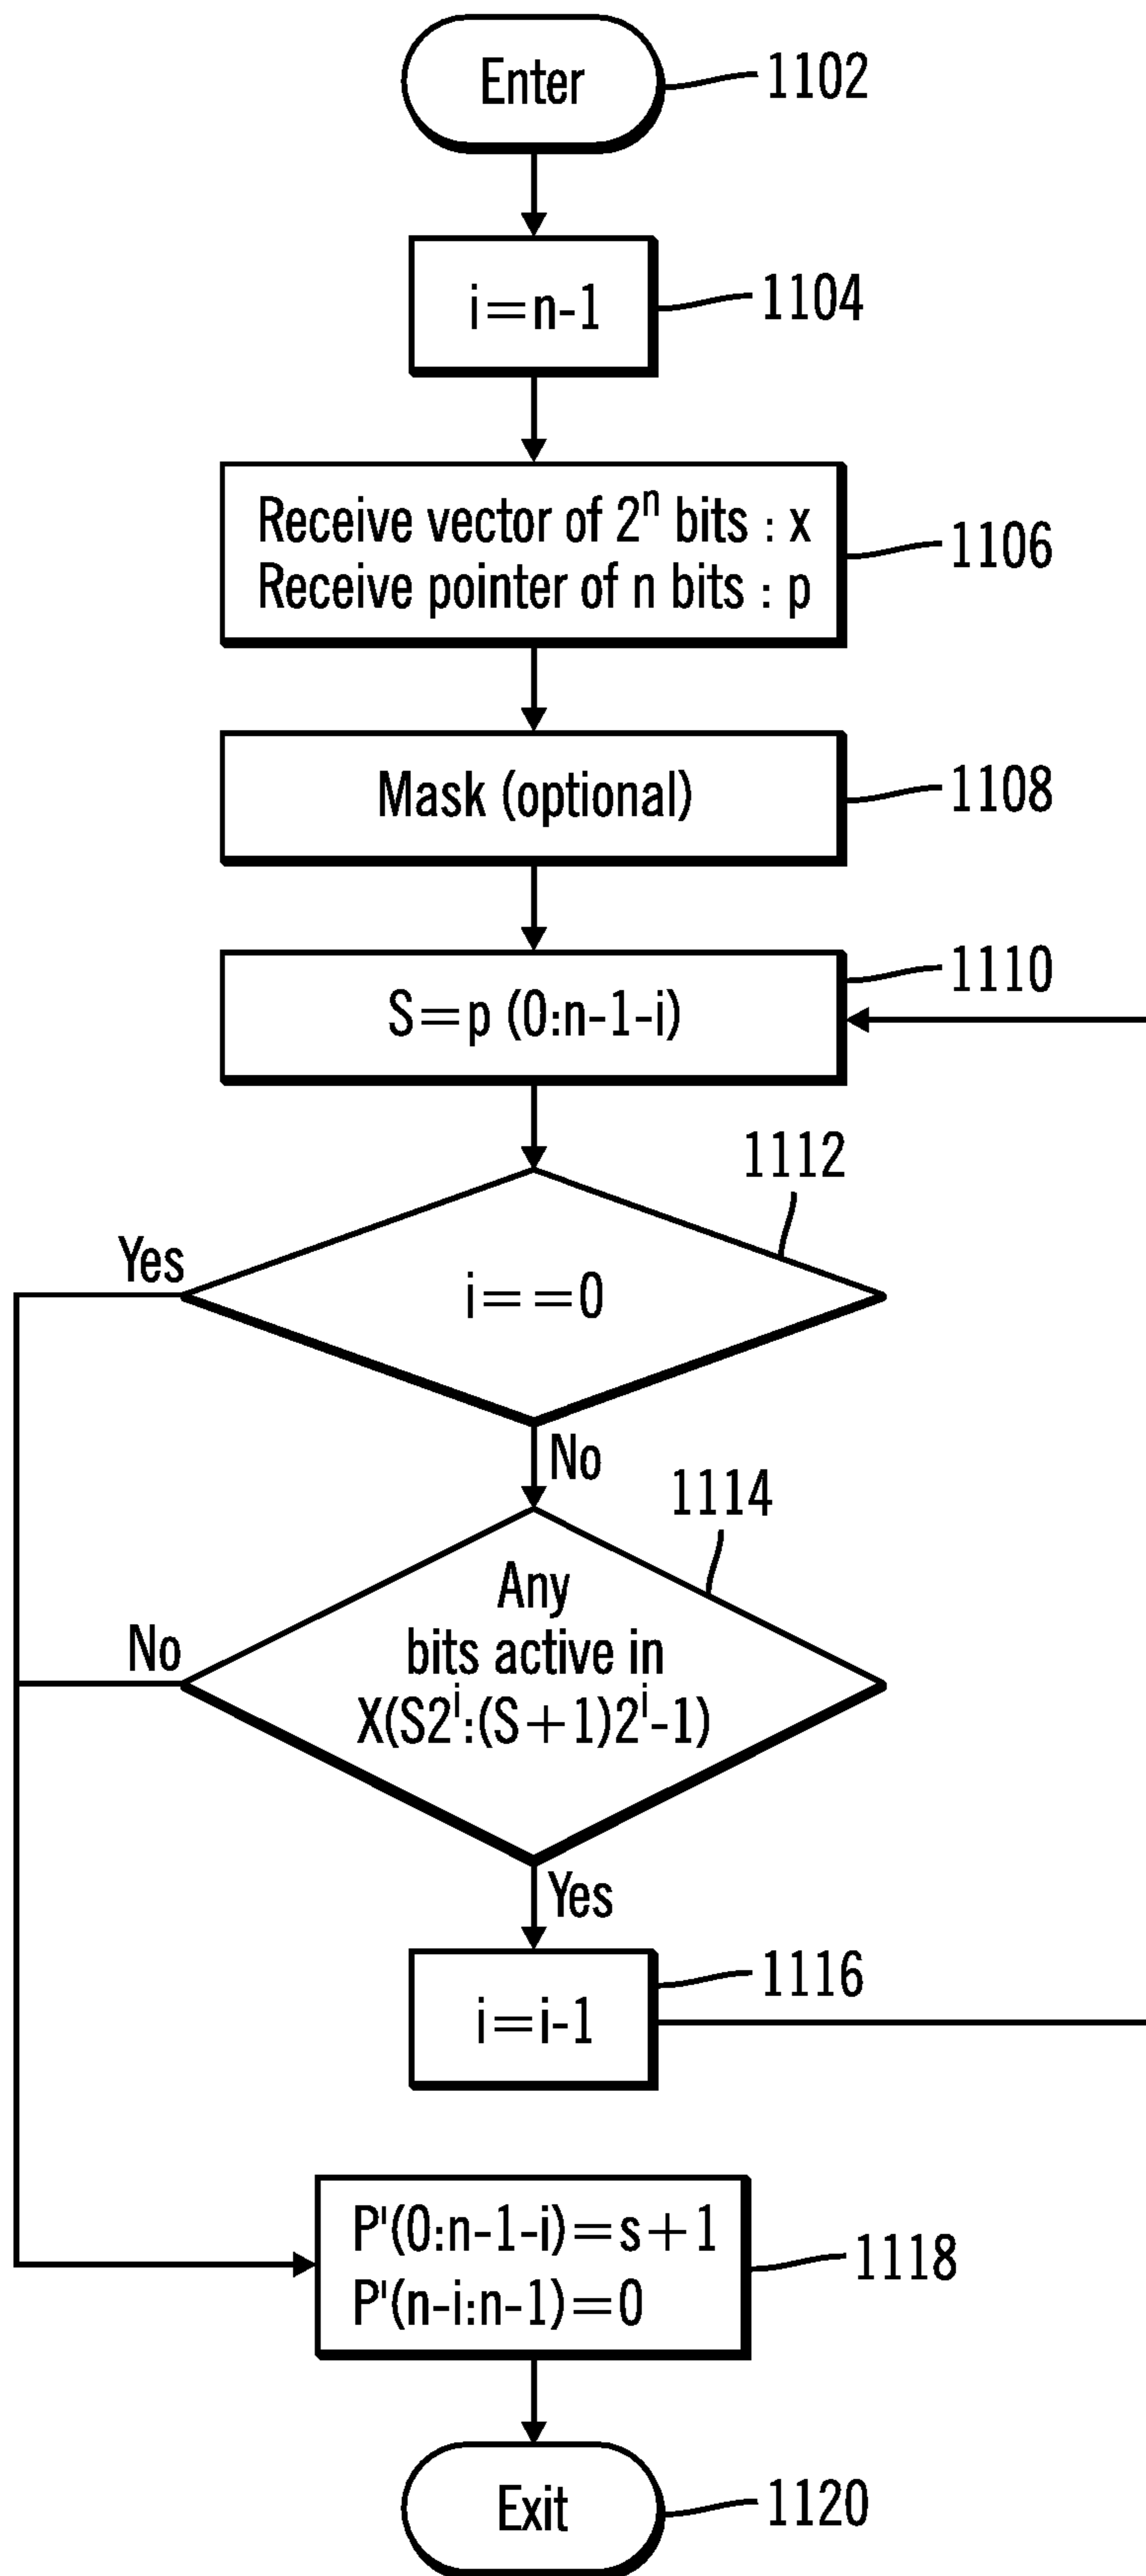 Enter
1102
i=n-1
1104
Receive vector of 2ⁿ bits : x
Receive pointer of n bits : p
1106
Mask (optional)
1108
S=p (0:n-1-i)
1110
1112
Yes
i==0
No
1114
Any
bits active in
X(S2ⁱ:(S+1)2ⁱ-1)
No
Yes
i=i-1
1116
P'(0:n-1-i)=s+1
P'(n-i:n-1)=0
1118
Exit
1120